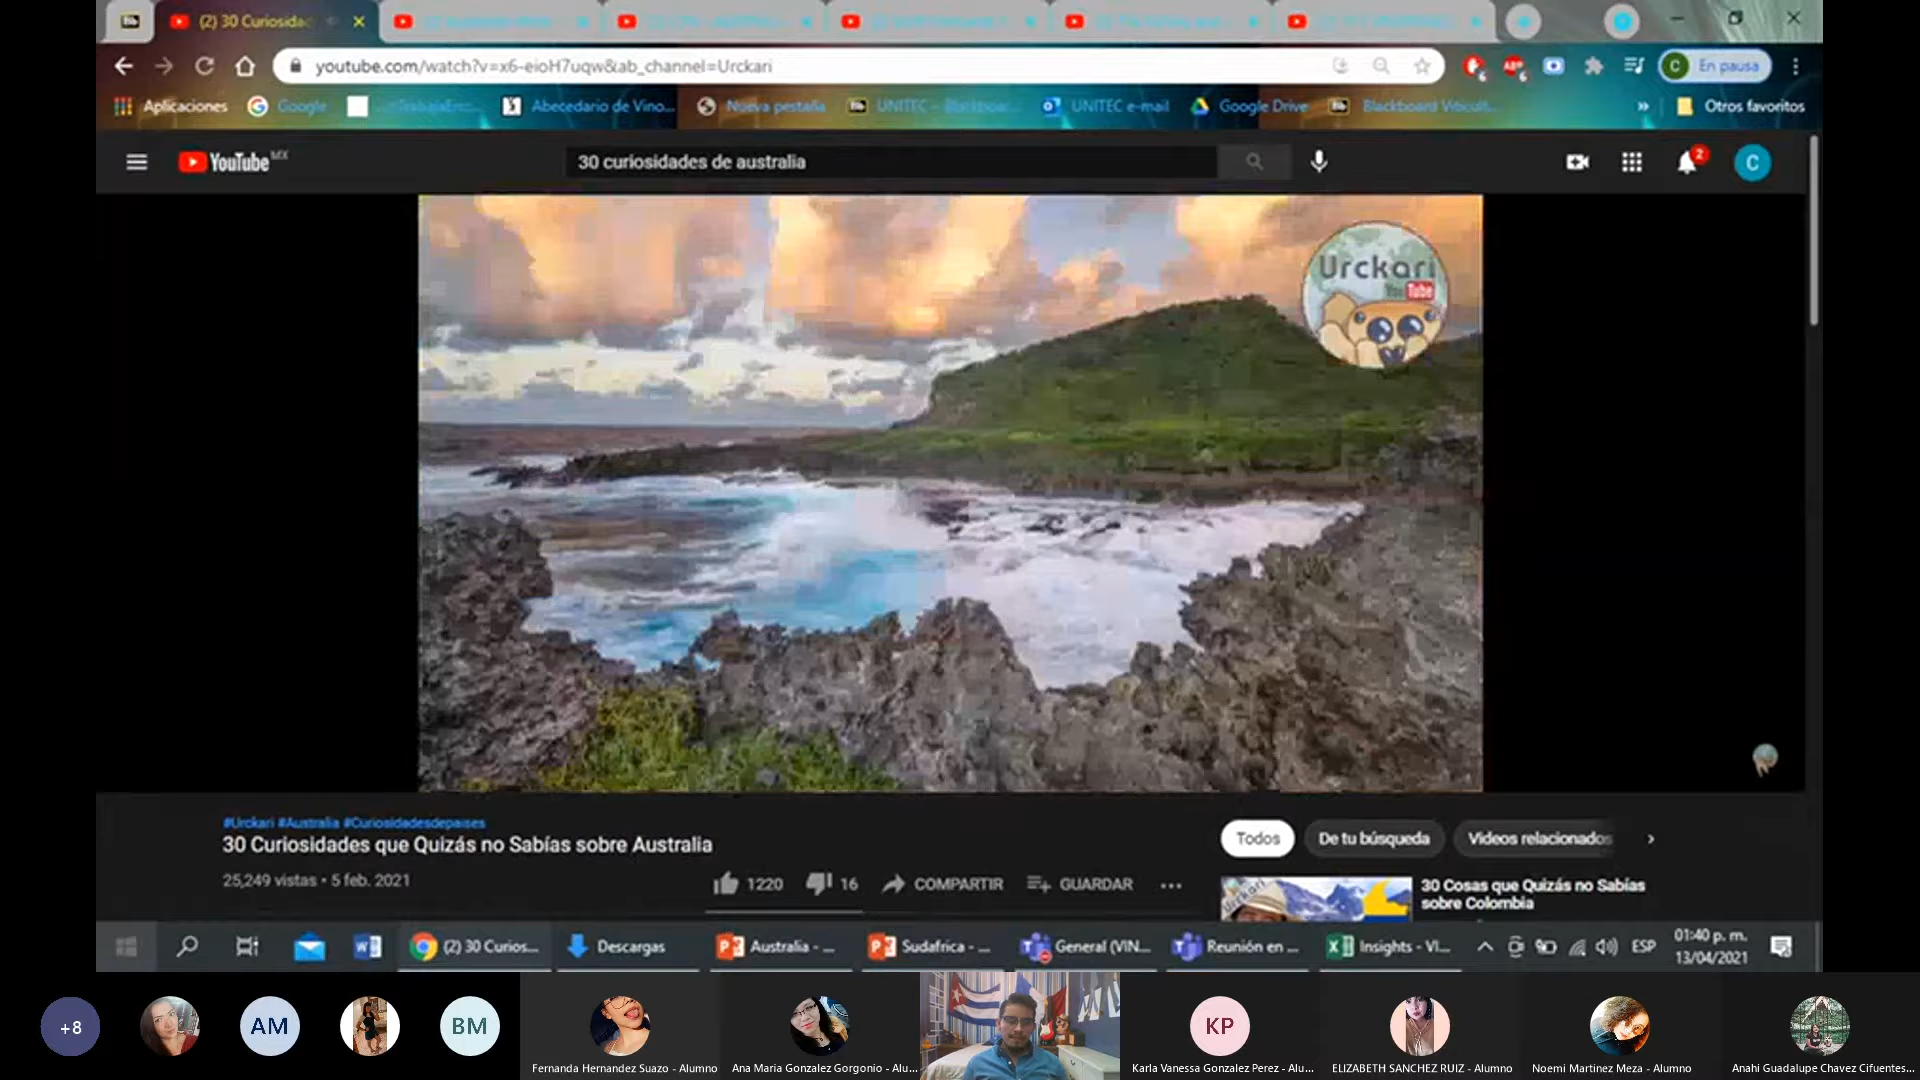 (2) 30 Curiosidad
youtube.com/watch?v=x6-eioH7uqw&ab_channel=Urckari
En pausa
Aplicaciones
Google
Abecedario de Vino...
Nueva pestaña
UNITEC - Blackboar...
UNITEC e-mail
Google Drive
Otros favoritos
YouTube MX
30 curiosidades de australia
2
C
Urckari
YouTube
#Urckari #Australia #Curiosidadesdepaises
30 Curiosidades que Quizás no Sabías sobre Australia
25,249 vistas • 5 feb. 2021
1220
16
COMPARTIR
GUARDAR
Todos
De tu búsqueda
Videos relacionados
30 Cosas que Quizás no Sabías
sobre Colombia
(2) 30 Curios...
Descargas
Australia - ...
Sudafrica - ...
General (VIN...
Reunión en ...
Insights - VI...
ESP
01:40 p. m.
13/04/2021
+8
AM
BM
KP
Fernanda Hernandez Suazo - Alumno
Ana Maria Gonzalez Gorgonio - Alu...
Karla Vanessa Gonzalez Perez - Alu...
ELIZABETH SANCHEZ RUIZ - Alumno
Noemi Martinez Meza - Alumno
Anahi Guadalupe Chavez Cifuentes...